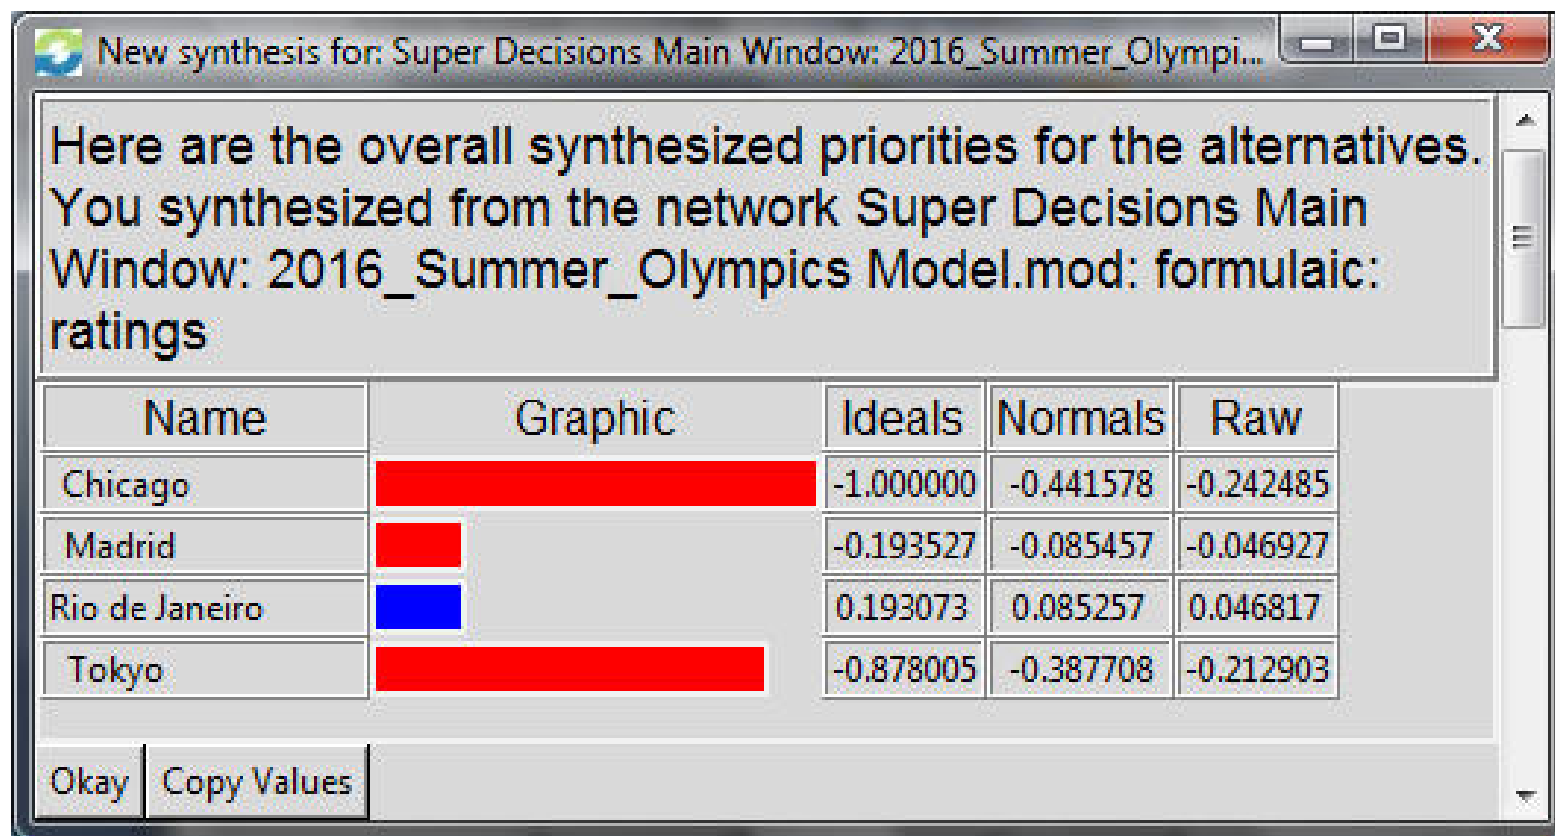 New synthesis for: Super Decisions Main Window: 2016_Summer_Olympi...
Here are the overall synthesized priorities for the alternatives.
You synthesized from the network Super Decisions Main
Window: 2016_Summer_Olympics Model.mod: formulaic:
ratings
Name Graphic Ideals Normals Raw
Chicago -1.000000 -0.441578 -0.242485
Madrid -0.193527 -0.085457 -0.046927
Rio de Janeiro 0.193073 0.085257 0.046817
Tokyo -0.878005 -0.387708 -0.212903
Okay Copy Values